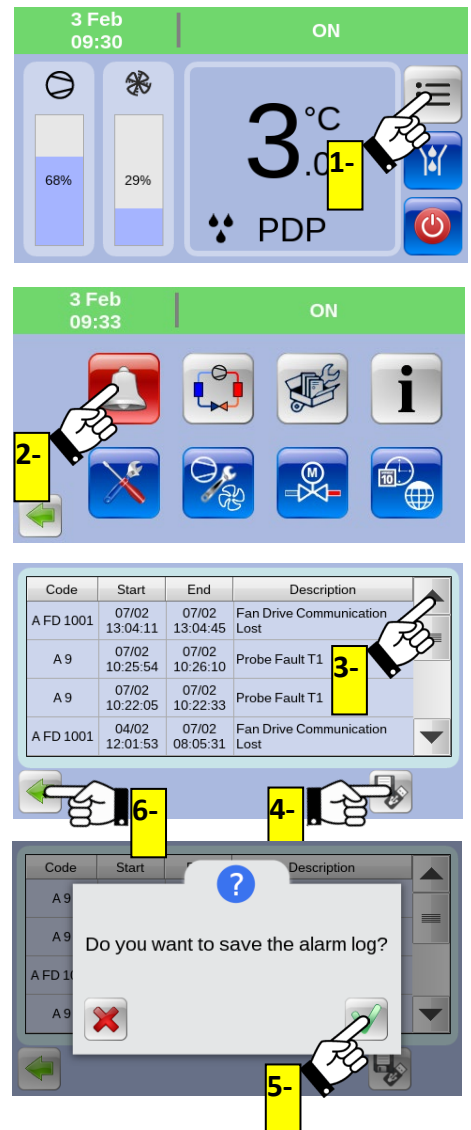 3 Feb
09:30
ON
68%
29%
3.0 °C
1-
PDP
3 Feb
09:33
ON
i
M
10
2-
Code Start End Description
A FD 1001 07/02 13:04:11 07/02 13:04:45 Fan Drive Communication Lost
A 9 07/02 10:25:54 07/02 10:26:10 Probe Fault T1
3-
A 9 07/02 10:22:05 07/02 10:22:33 Probe Fault T1
A FD 1001 04/02 12:01:53 07/02 08:05:31 Fan Drive Communication Lost
6-
4-
Code Start Description
A 9
?
A 9
Do you want to save the alarm log?
A FD 10
A 9
5-